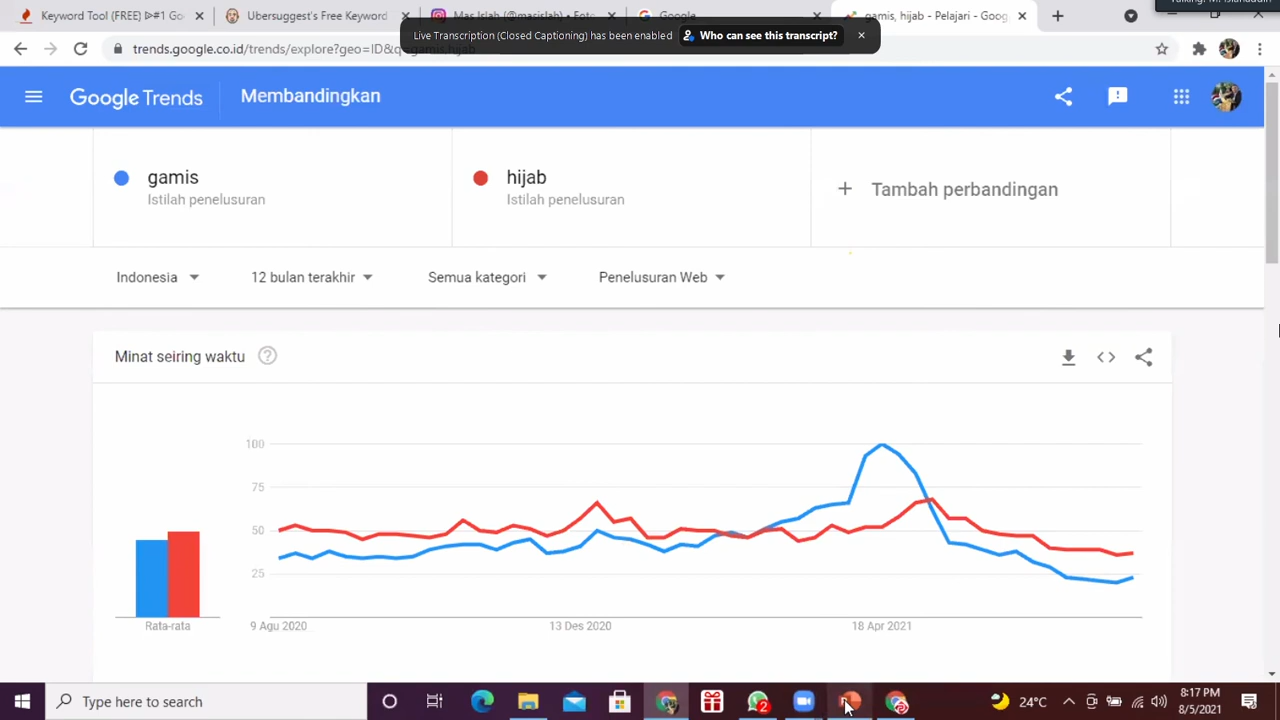 Keyword Tool (FREE) ᐈ#1 Go
Ubersuggest's Free Keyword
Mas Islah (@masislah) • Foto
Google
gamis, hijab - Pelajari - Goog
Live Transcription (Closed Captioning) has been enabled
Who can see this transcript?
trends.google.co.id/trends/explore?geo=ID&q=gamis,hijab
Google Trends
Membandingkan
gamis
Istilah penelusuran
hijab
Istilah penelusuran
+ Tambah perbandingan
Indonesia
12 bulan terakhir
Semua kategori
Penelusuran Web
Minat seiring waktu
100
75
50
25
Rata-rata
9 Agu 2020
13 Des 2020
18 Apr 2021
Type here to search
2
24°C
8:17 PM
8/5/2021